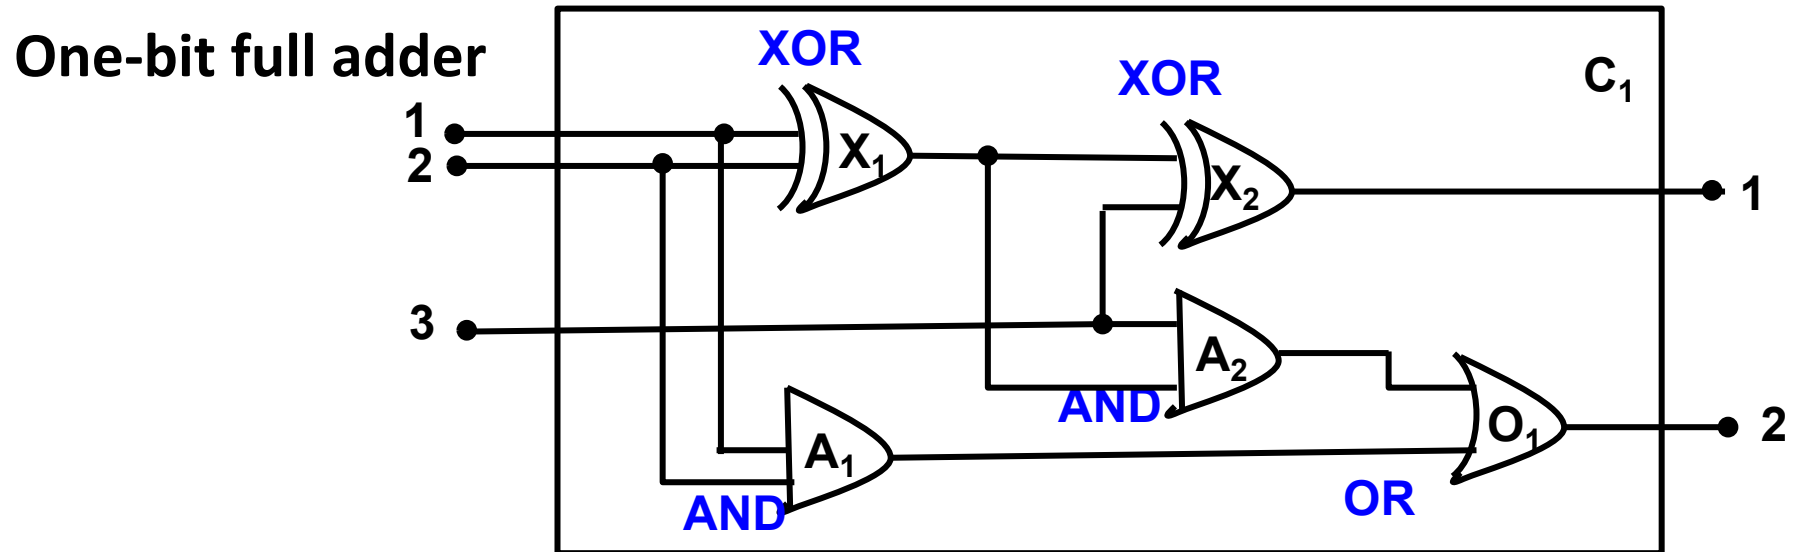 One-bit full adder
XOR
XOR
C₁
1
2
X₁
X₂
1
3
A₂
AND
A₁
O₁
2
AND
OR